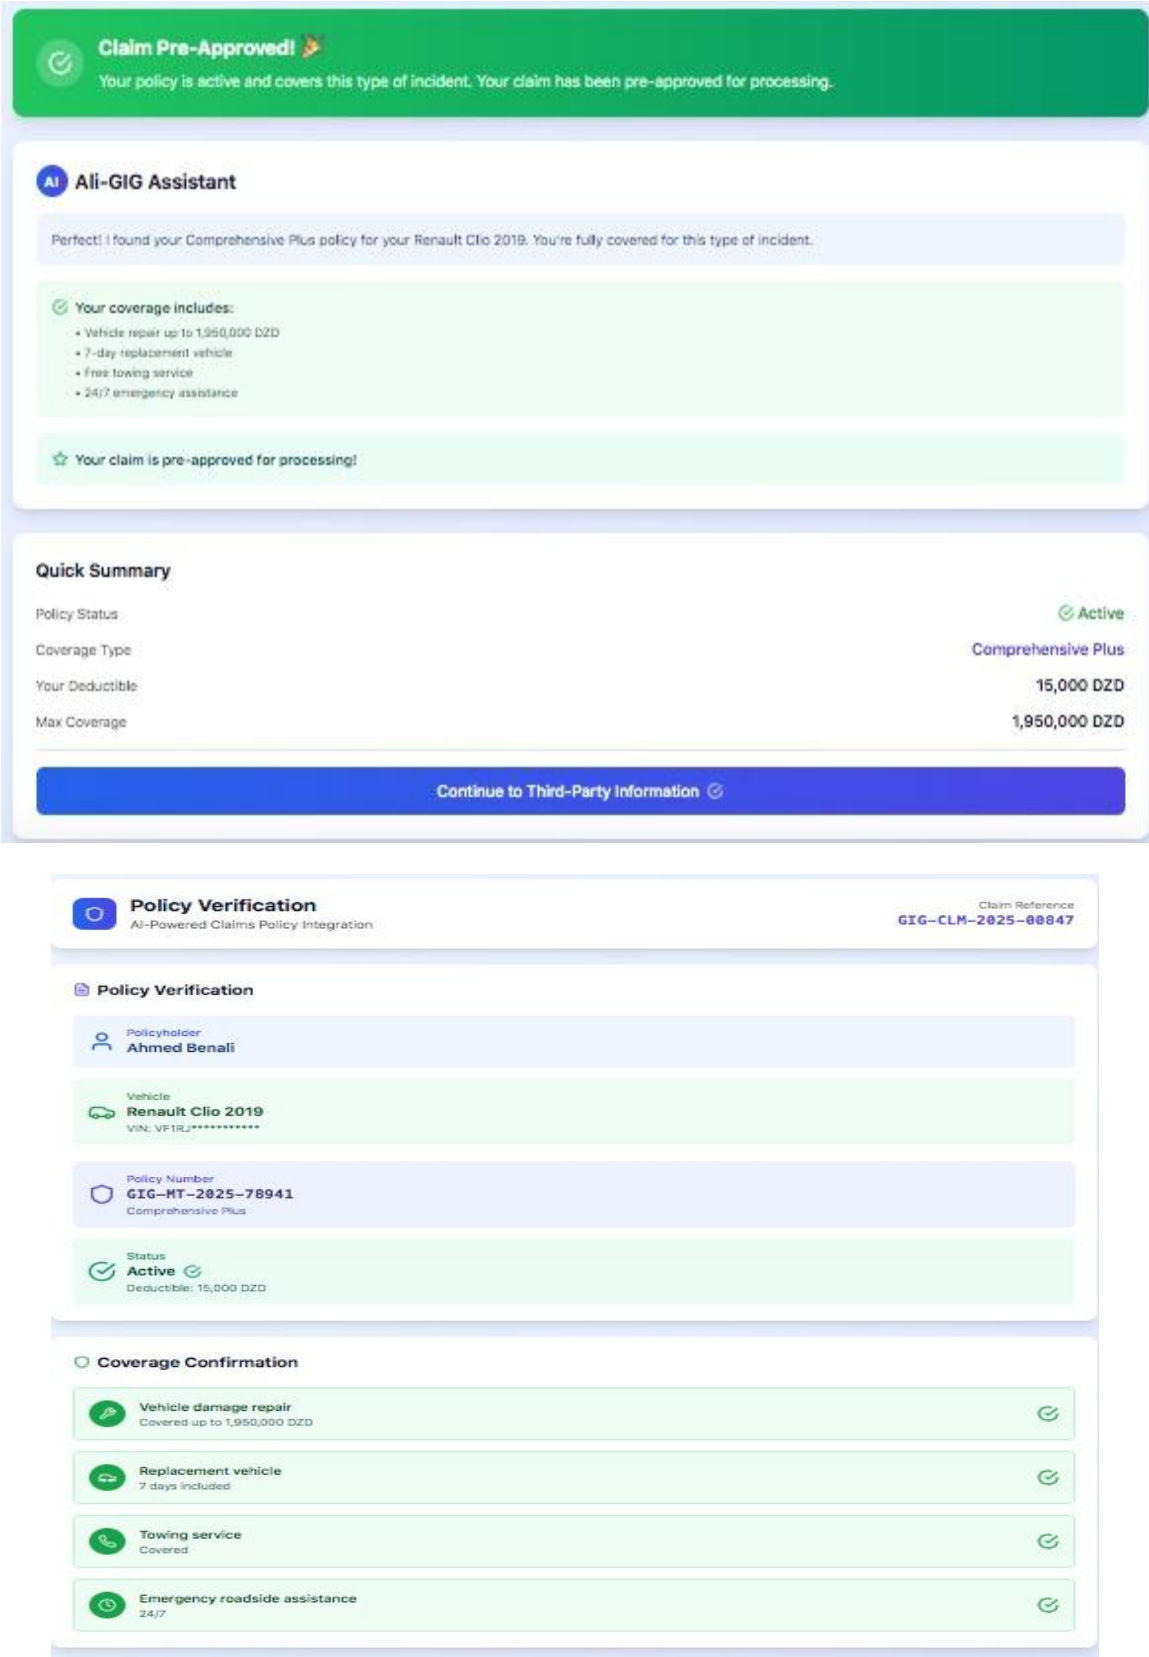 Claim Pre-Approved! 🎉
Your policy is active and covers this type of incident. Your claim has been pre-approved for processing.
AI Ali-GIG Assistant
Perfect! I found your Comprehensive Plus policy for your Renault Clio 2019. You're fully covered for this type of incident.
Your coverage includes:
• Vehicle repair up to 1,950,000 DZD
• 7-day replacement vehicle
• Free towing service
• 24/7 emergency assistance
Your claim is pre-approved for processing!
Quick Summary
Policy Status Active
Coverage Type Comprehensive Plus
Your Deductible 15,000 DZD
Max Coverage 1,950,000 DZD
Continue to Third-Party Information
Policy Verification
AI-Powered Claims Policy Integration
Claim Reference
GIG-CLM-2025-00847
Policy Verification
Policyholder
Ahmed Benali
Vehicle
Renault Clio 2019
VIN: VF1RJ***********
Policy Number
GIG-MT-2025-78941
Comprehensive Plus
Status
Active
Deductible: 15,000 DZD
Coverage Confirmation
Vehicle damage repair
Covered up to 1,950,000 DZD
Replacement vehicle
7 days included
Towing service
Covered
Emergency roadside assistance
24/7